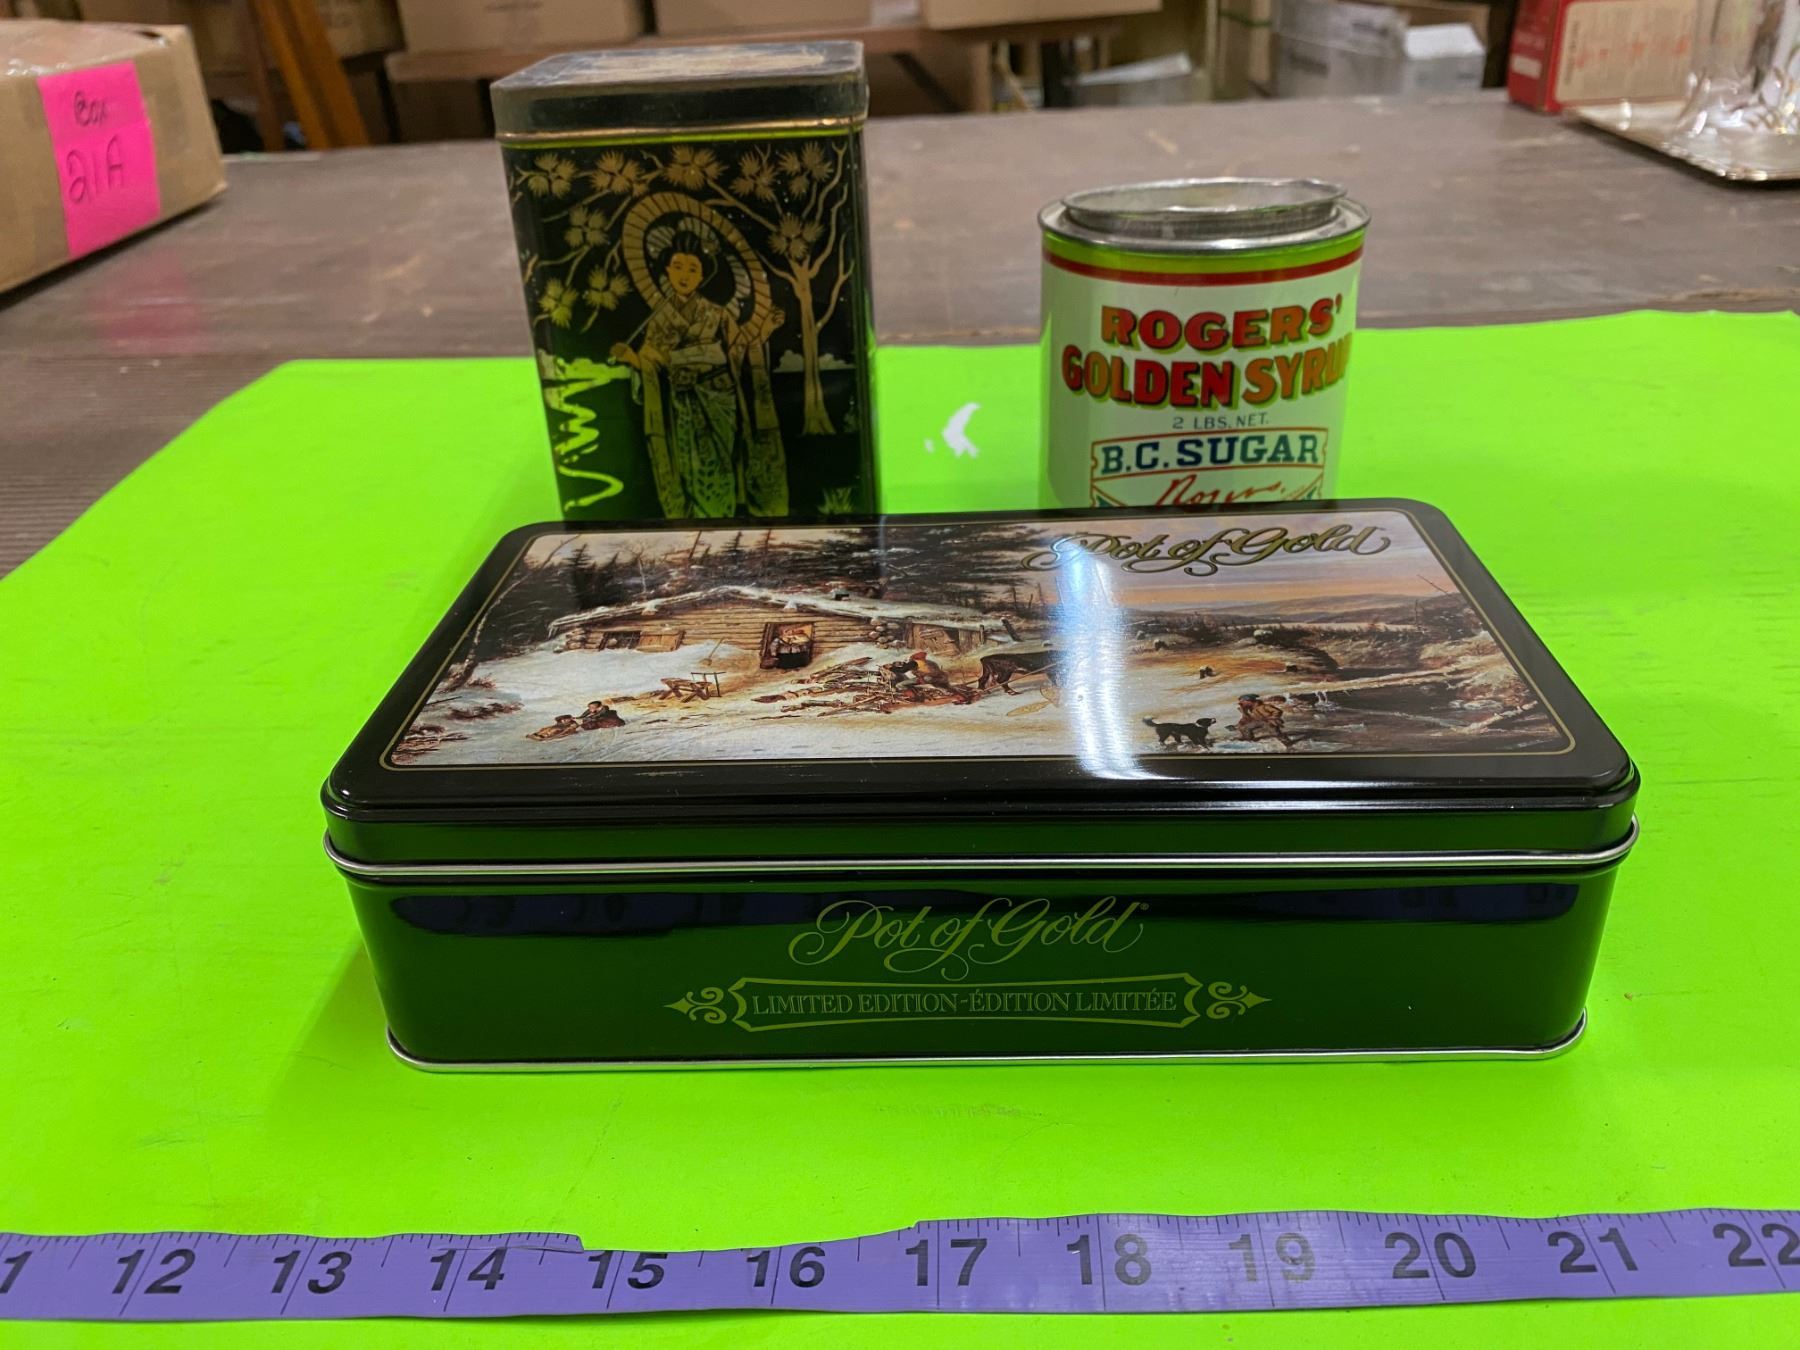 Box
21A
ROGERS'
GOLDEN SYRUP
2 LBS. NET.
B.C. SUGAR
Rogers
Pot of Gold
Pot of Gold®
LIMITED EDITION-ÉDITION LIMITÉE
12 13 14 15 16 17 18 19 20 21 22